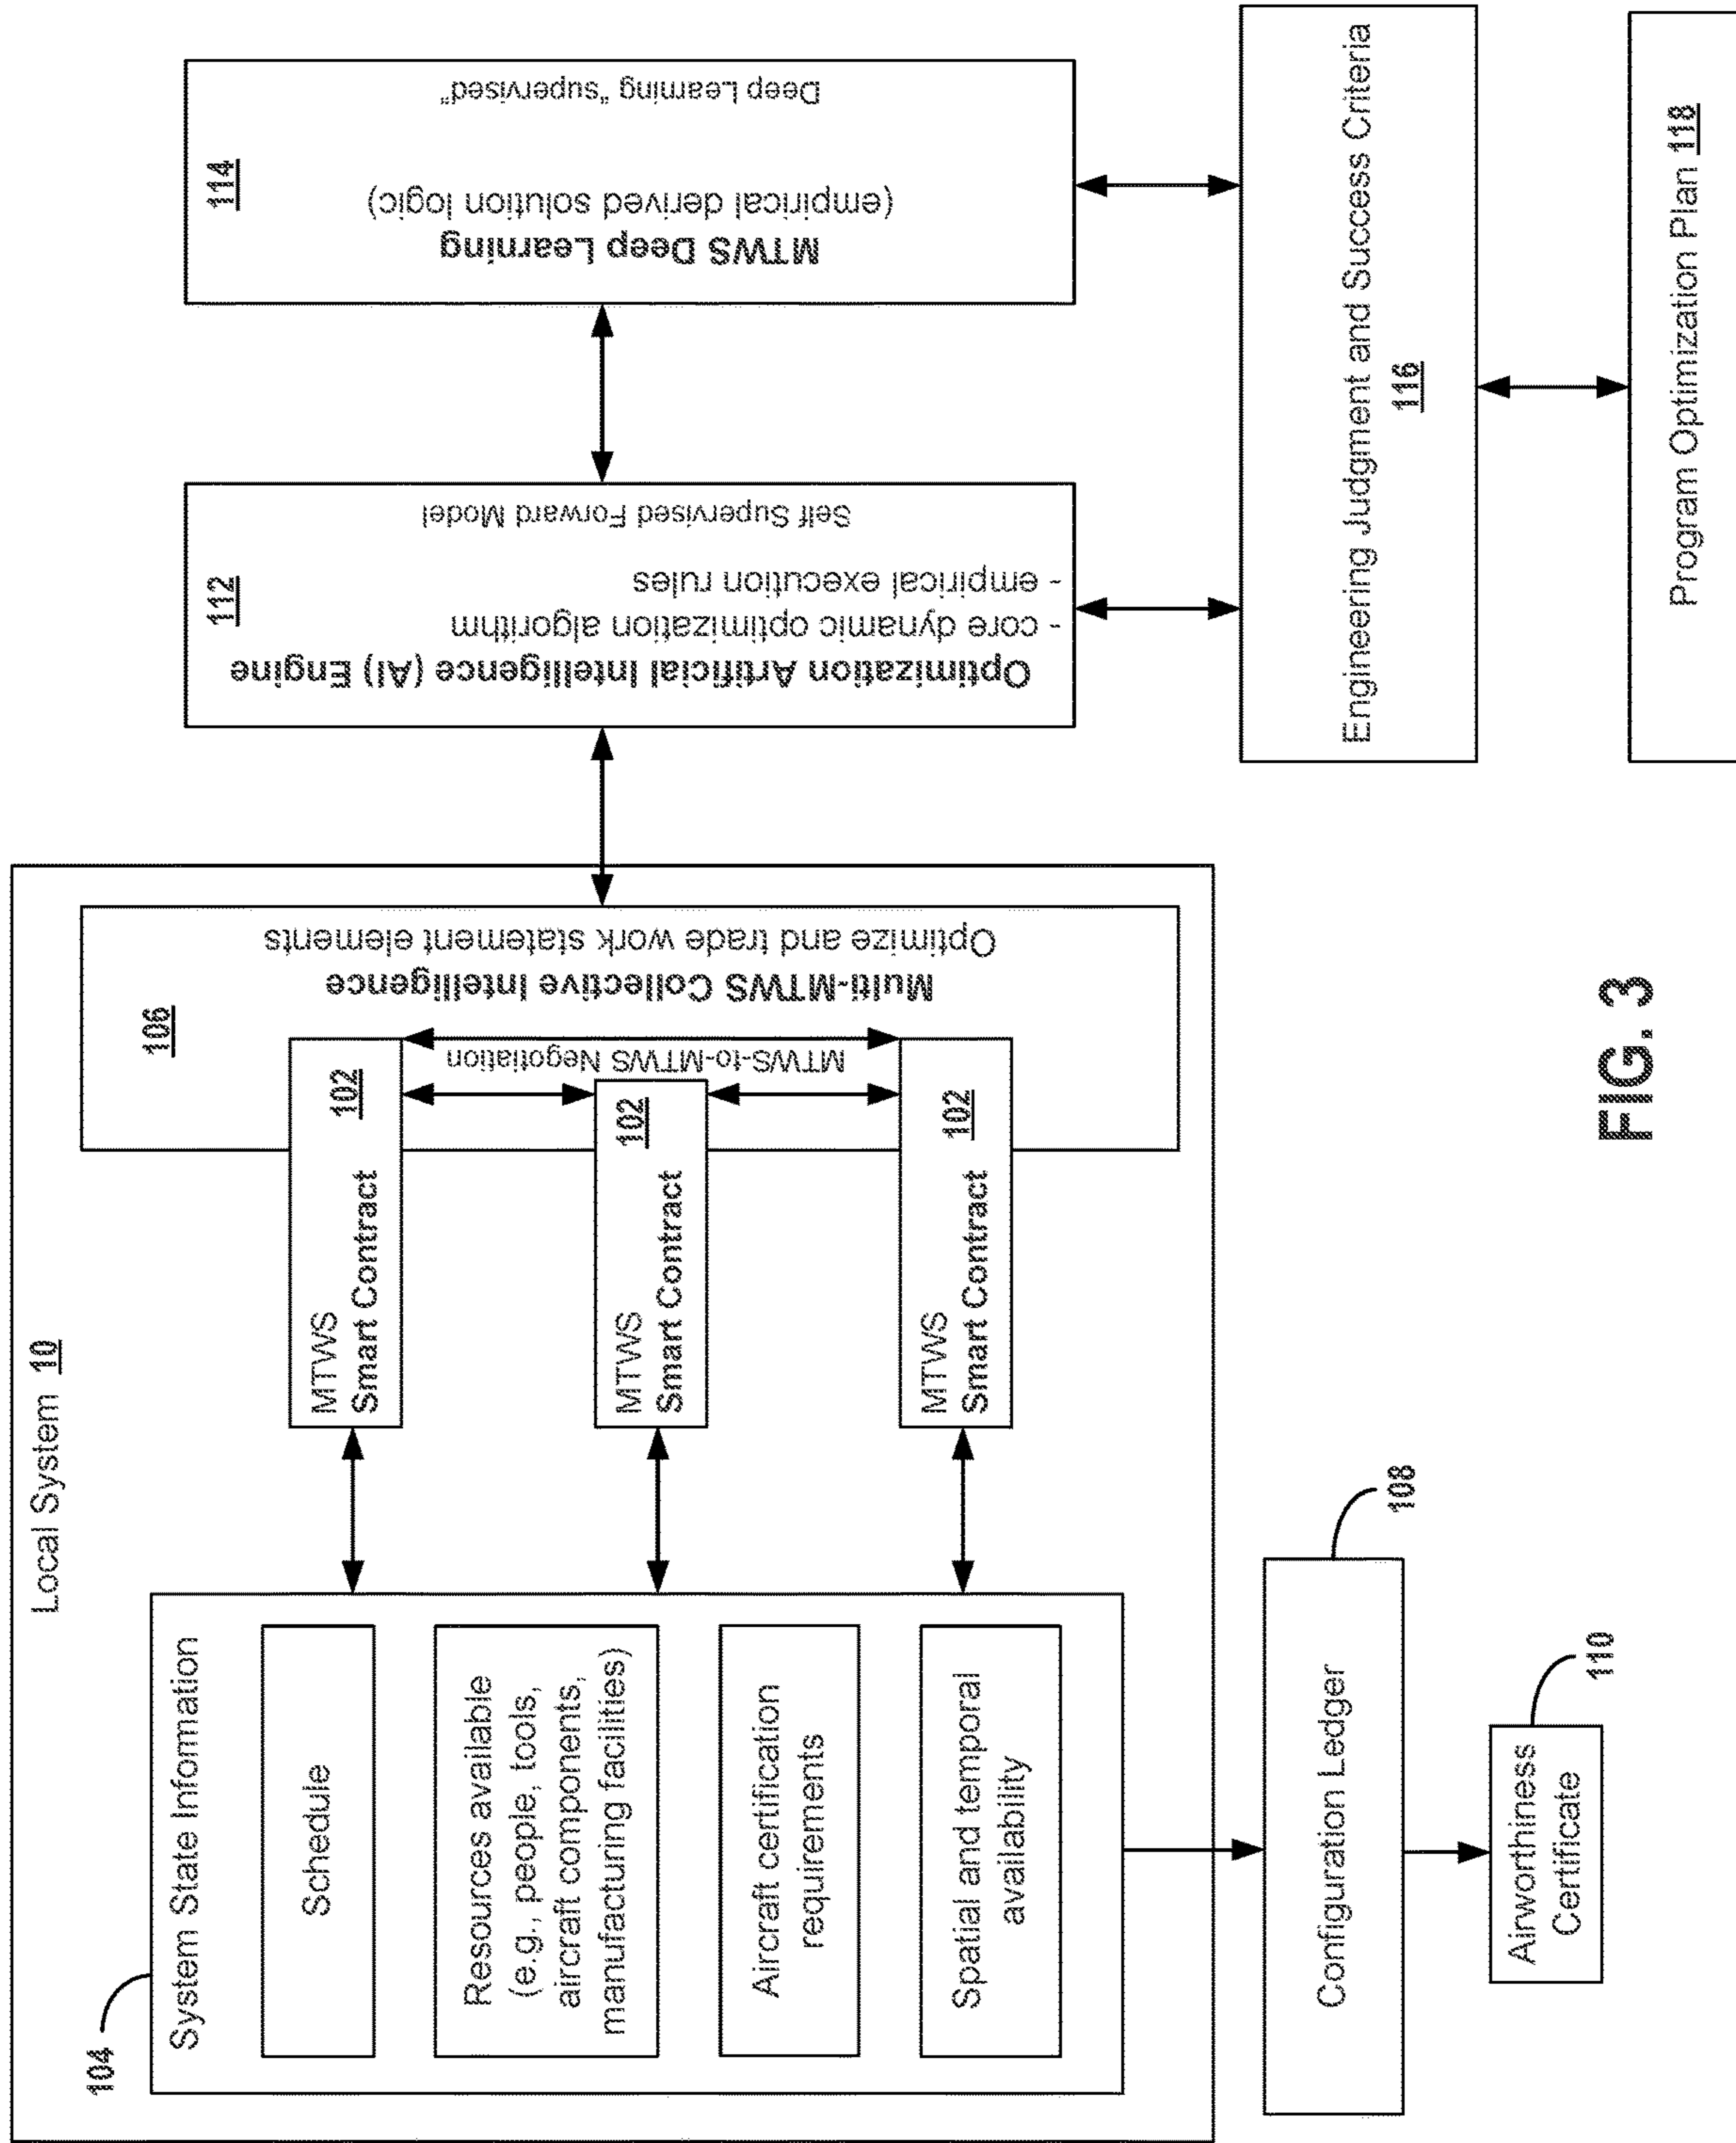 Local System 10
104
System State Information
Schedule
Resources available
(e.g., people, tools,
aircraft components,
manufacturing facilities)
Aircraft certification
requirements
Spatial and temporal
availability
MTWS
Smart Contract
102
MTWS
Smart Contract
102
MTWS
Smart Contract
102
MTWS-to-MTWS Negotiation
106
Multi-MTWS Collective Intelligence
Optimize and trade work statement elements
112
Optimization Artificial Intelligence (AI) Engine
- core dynamic optimization algorithm
- empirical execution rules
Self Supervised Forward Model
114
MTWS Deep Learning
(empirical derived solution logic)
Deep Learning "supervised"
Engineering Judgment and Success Criteria
116
Program Optimization Plan 118
Configuration Ledger
108
Airworthiness
Certificate
110
FIG. 3